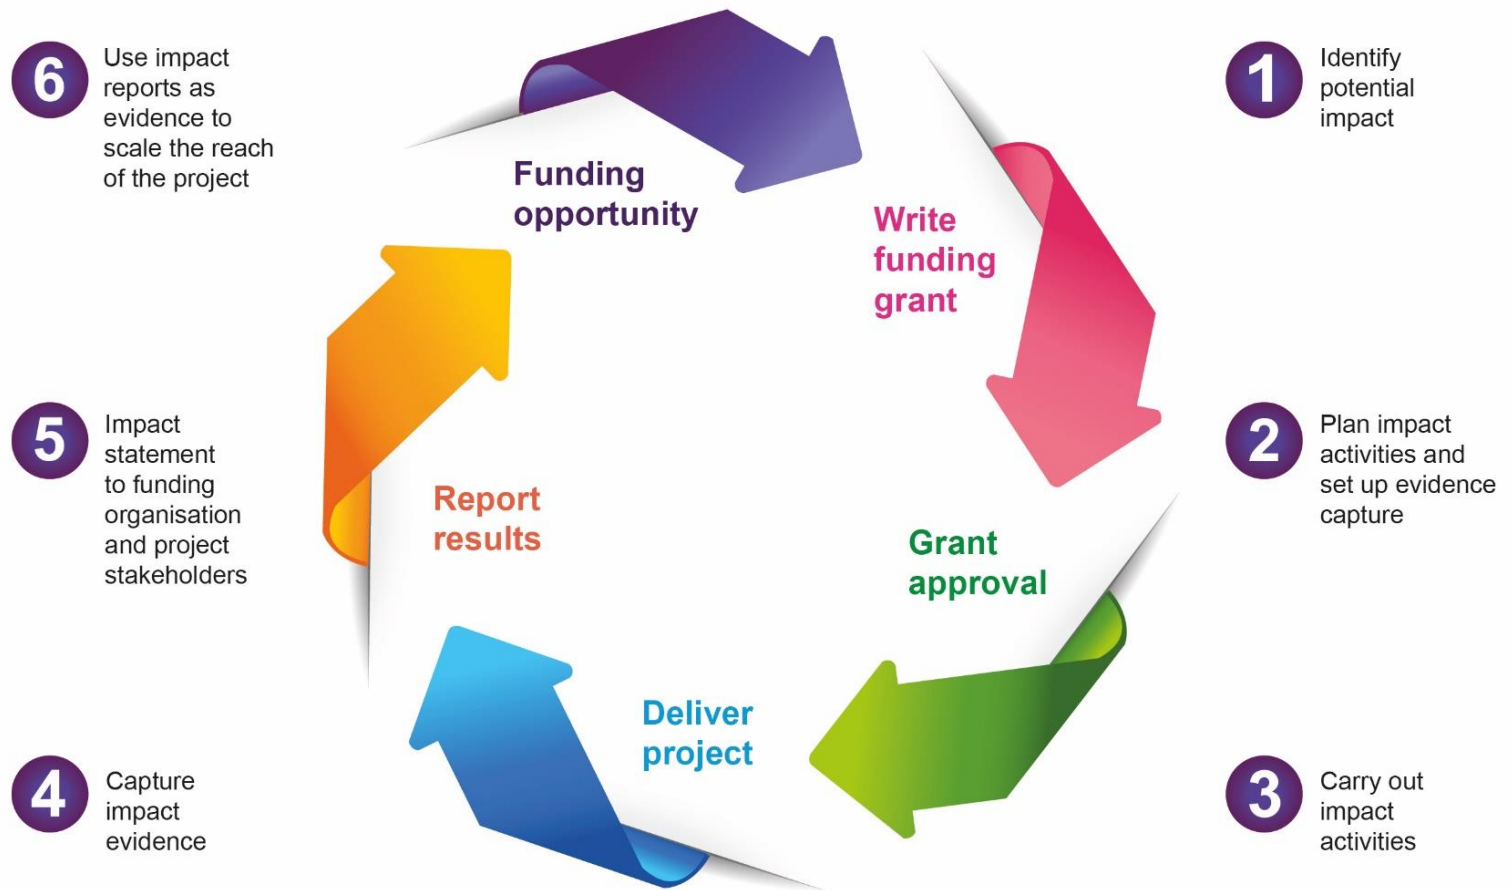 6
Use impact
reports as
evidence to
scale the reach
of the project
1
Identify
potential
impact
Funding
opportunity
Write
funding
grant
5
Impact
statement
to funding
organisation
and project
stakeholders
2
Plan impact
activities and
set up evidence
capture
Report
results
Grant
approval
Deliver
project
4
Capture
impact
evidence
3
Carry out
impact
activities